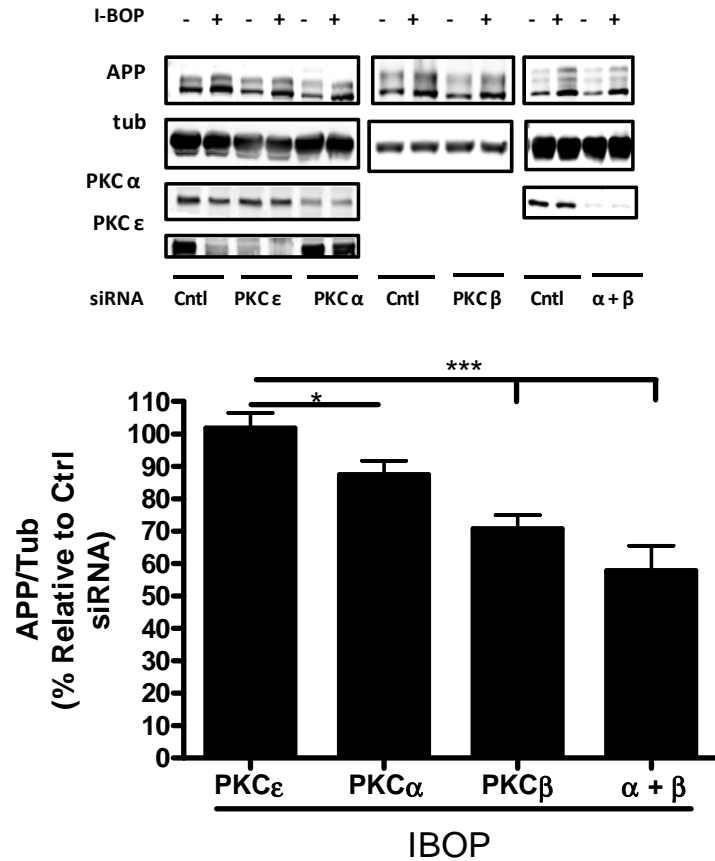 I-BOP - + - + - + - + - + - + - +
APP
tub
PKC α
PKC ε
siRNA Cntl PKC ε PKC α Cntl PKC β Cntl α + β
***
*
APP/Tub
(% Relative to Ctrl
siRNA)
110
100
90
80
70
60
50
40
30
20
10
0
PKCε PKCα PKCβ α + β
IBOP